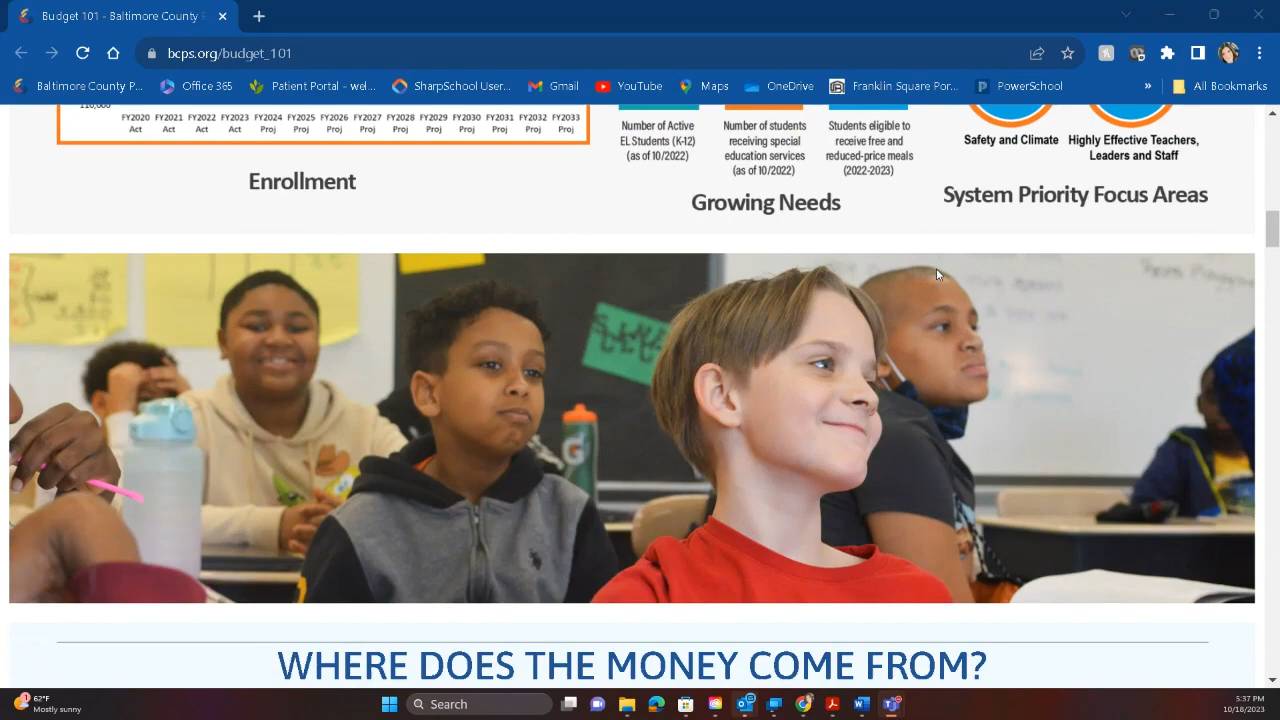 Budget 101 - Baltimore County
bcps.org/budget_101
Baltimore County P...
Office 365
Patient Portal - wel...
SharpSchool User...
Gmail
YouTube
Maps
OneDrive
Franklin Square Por...
PowerSchool
»
All Bookmarks
110,000
FY2020 FY2021 FY2022 FY2023 FY2024 FY2025 FY2026 FY2027 FY2028 FY2029 FY2030 FY2031 FY2032 FY2033
Act Act Act Act Proj Proj Proj Proj Proj Proj Proj Proj Proj Proj
Enrollment
Number of Active
EL Students (K-12)
(as of 10/2022)
Number of students
receiving special
education services
(as of 10/2022)
Students eligible to
receive free and
reduced-price meals
(2022-2023)
Growing Needs
Safety and Climate
Highly Effective Teachers,
Leaders and Staff
System Priority Focus Areas
WHERE DOES THE MONEY COME FROM?
1
62°F
Mostly sunny
Search
5:37 PM
10/18/2023